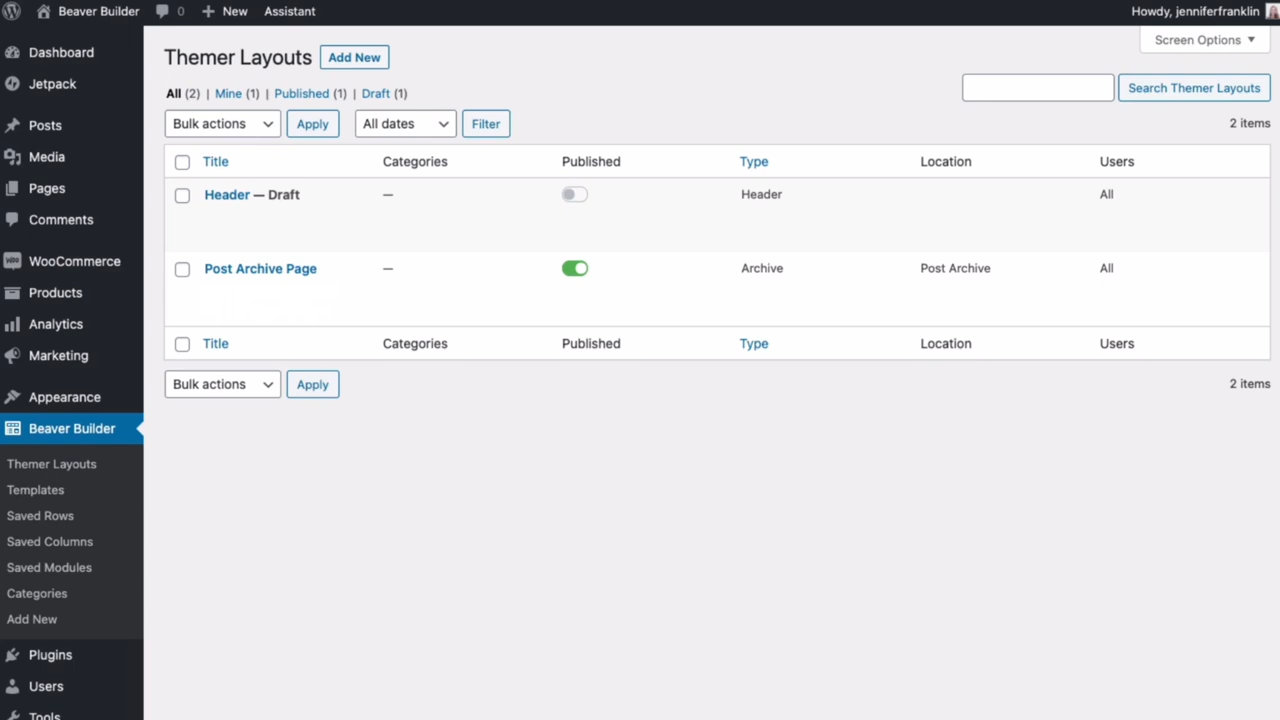 Beaver Builder 0 New Assistant Howdy, jenniferfranklin
Screen Options ▼
Dashboard
Jetpack
Posts
Media
Pages
Comments
WooCommerce
Products
Analytics
Marketing
Appearance
Beaver Builder
Themer Layouts
Templates
Saved Rows
Saved Columns
Saved Modules
Categories
Add New
Plugins
Users
Tools
Themer Layouts Add New
All (2) | Mine (1) | Published (1) | Draft (1)
Search Themer Layouts
Bulk actions Apply All dates Filter 2 items
Title Categories Published Type Location Users
Header — Draft — Header All
Post Archive Page — Archive Post Archive All
Title Categories Published Type Location Users
Bulk actions Apply 2 items